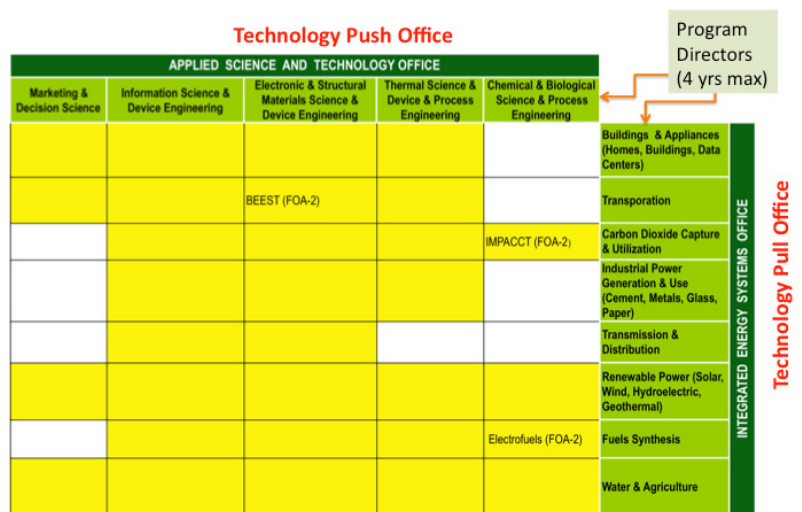 Technology Push Office
Program
Directors
(4 yrs max)
APPLIED SCIENCE AND TECHNOLOGY OFFICE
Marketing &
Decision Science
Information Science &
Device Engineering
Electronic & Structural
Materials Science &
Device Engineering
Thermal Science &
Device & Process
Engineering
Chemical & Biological
Science & Process
Engineering
Buildings & Appliances
(Homes, Buildings, Data
Centers)
BEEST (FOA-2)
Transporation
IMPACCT (FOA-2)
Carbon Dioxide Capture
& Utilization
Industrial Power
Generation & Use
(Cement, Metals, Glass,
Paper)
Transmission &
Distribution
Renewable Power (Solar,
Wind, Hydroelectric,
Geothermal)
Electrofuels (FOA-2)
Fuels Synthesis
Water & Agriculture
INTEGRATED ENERGY SYSTEMS OFFICE
Technology Pull Office